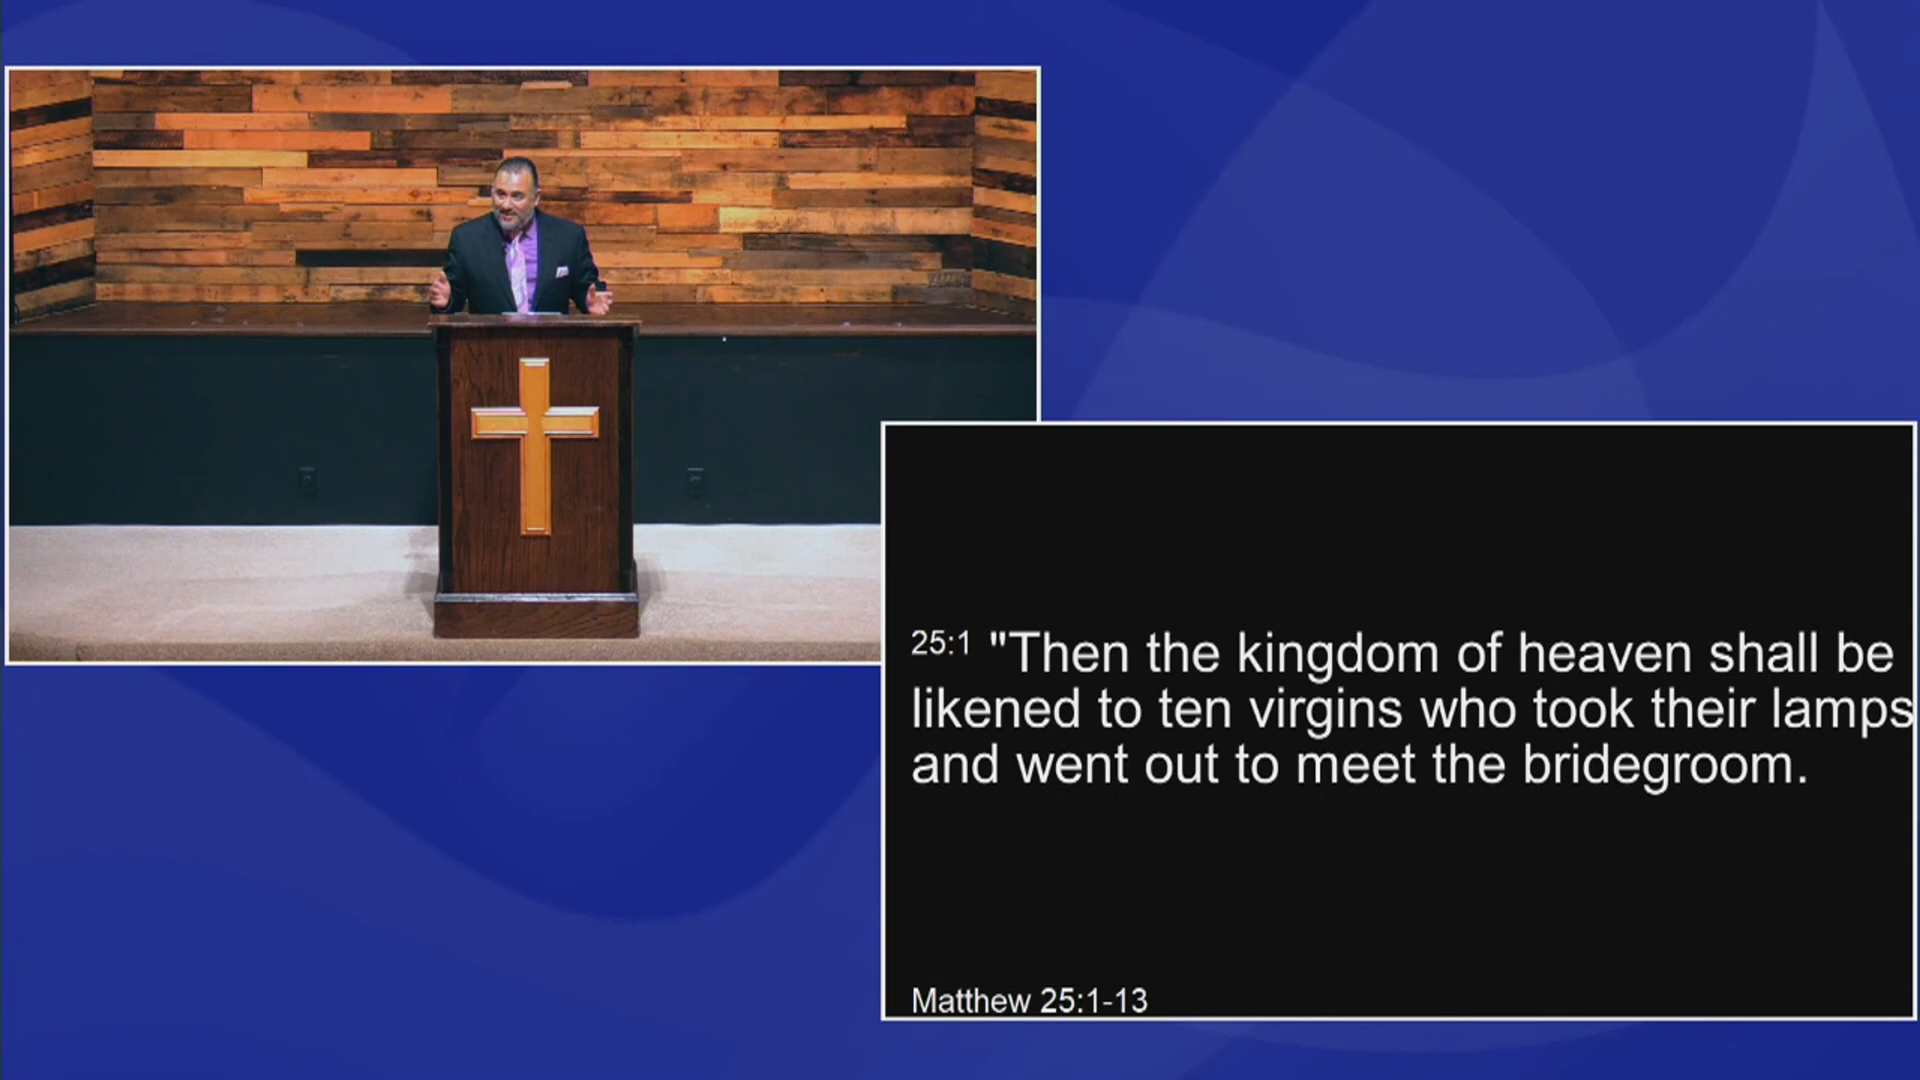 25:1 "Then the kingdom of heaven shall be
likened to ten virgins who took their lamps
and went out to meet the bridegroom.
Matthew 25:1-13